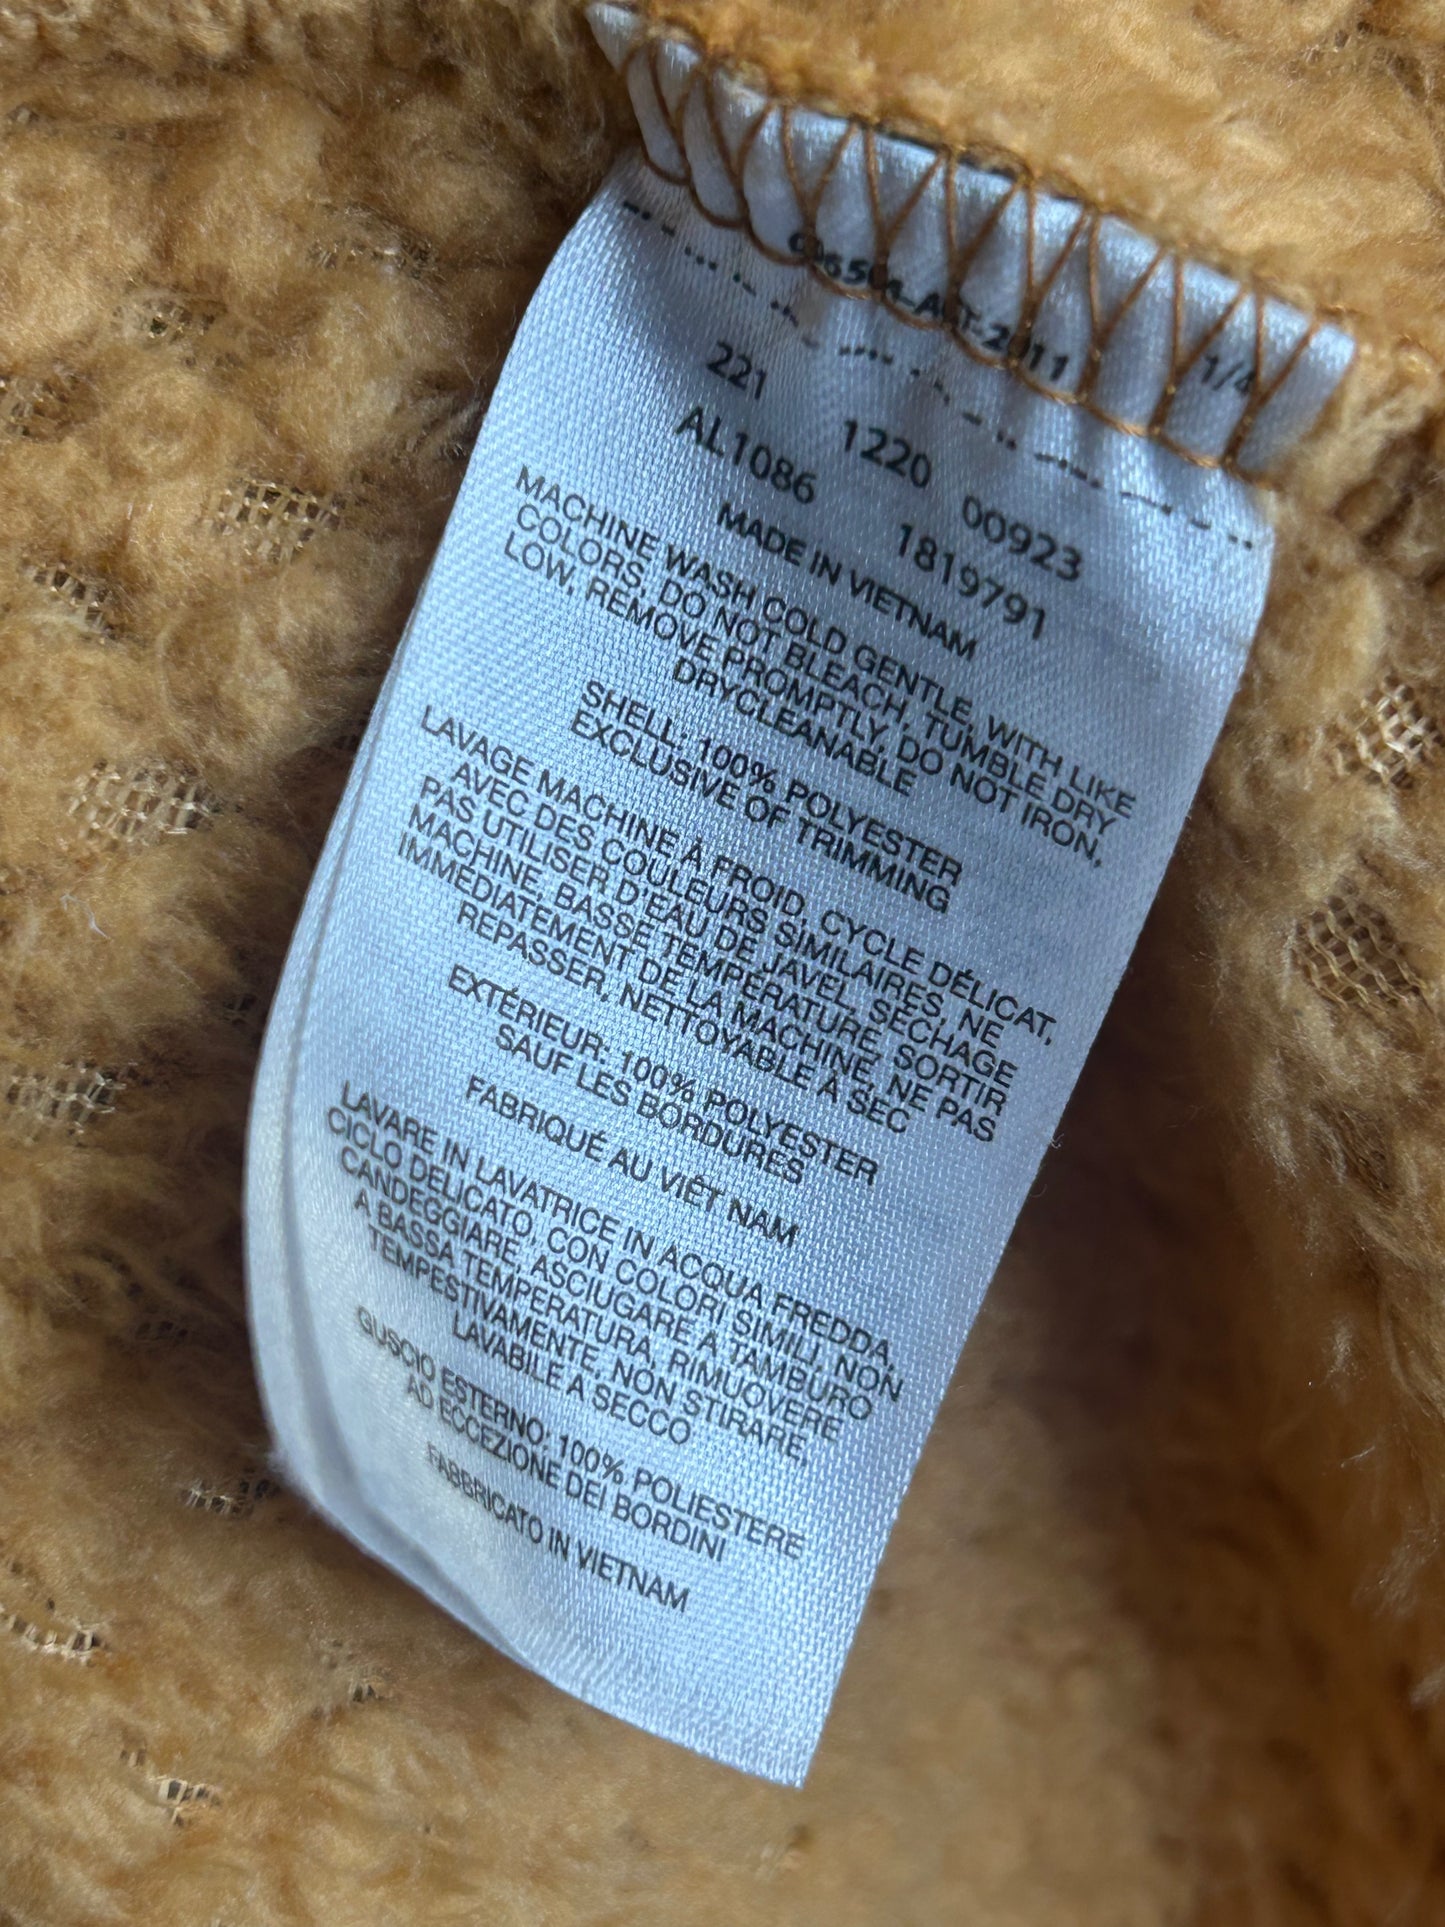 1/4
221 1220 00923
AL1086 1819791
MADE IN VIETNAM
MACHINE WASH COLD GENTLE, WITH LIKE
COLORS, DO NOT BLEACH, TUMBLE DRY
LOW, REMOVE PROMPTLY, DO NOT IRON,
DRYCLEANABLE
SHELL: 100% POLYESTER
EXCLUSIVE OF TRIMMING
LAVAGE MACHINE À FROID, CYCLE DÉLICAT,
AVEC DES COULEURS SIMILAIRES, NE
PAS UTILISER D'EAU DE JAVEL, SÉCHAGE
MACHINE, BASSE TEMPÉRATURE, SORTIR
IMMÉDIATEMENT DE LA MACHINE, NE PAS
REPASSER, NETTOYABLE À SEC
EXTÉRIEUR: 100% POLYESTER
SAUF LES BORDURES
FABRIQUÉ AU VIÊT NAM
LAVARE IN LAVATRICE IN ACQUA FREDDA,
CICLO DELICATO, CON COLORI SIMILI, NON
CANDEGGIARE, ASCIUGARE A TAMBURO
A BASSA TEMPERATURA, RIMUOVERE
TEMPESTIVAMENTE, NON STIRARE,
LAVABILE A SECCO
GUSCIO ESTERNO: 100% POLIESTERE
AD ECCEZIONE DEI BORDINI
FABBRICATO IN VIETNAM